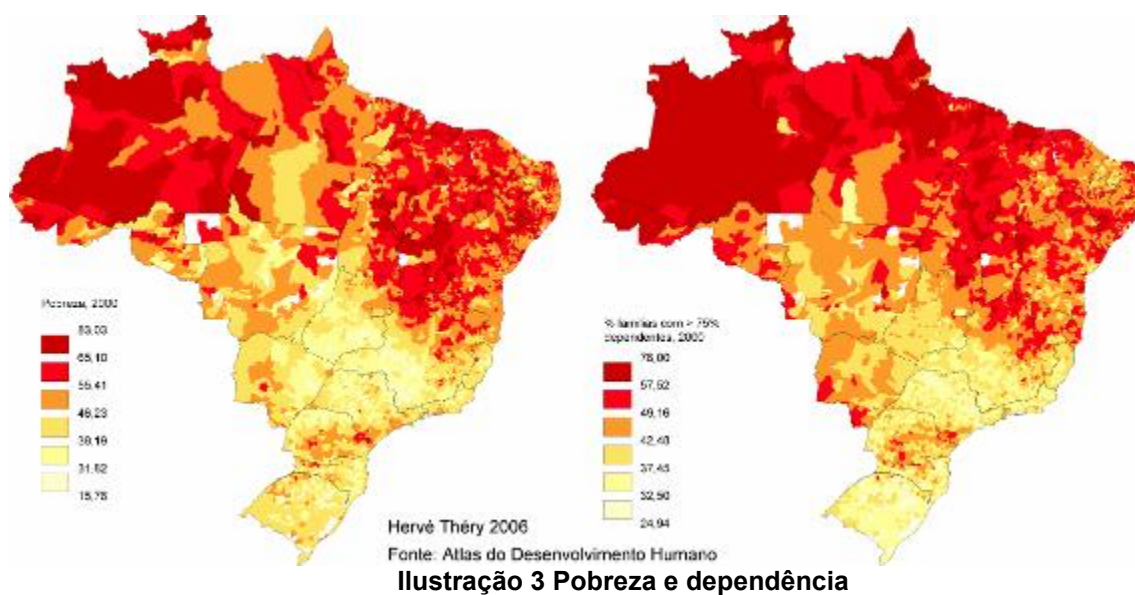 Pobreza, 2000
83,03
65,10
55,41
46,23
38,19
31,82
15,75
% famílias com > 75%
dependentes, 2000
78,00
57,52
49,16
42,43
37,45
32,50
24,94
Hervé Théry 2006
Fonte: Atlas do Desenvolvimento Humano
Ilustração 3 Pobreza e dependência